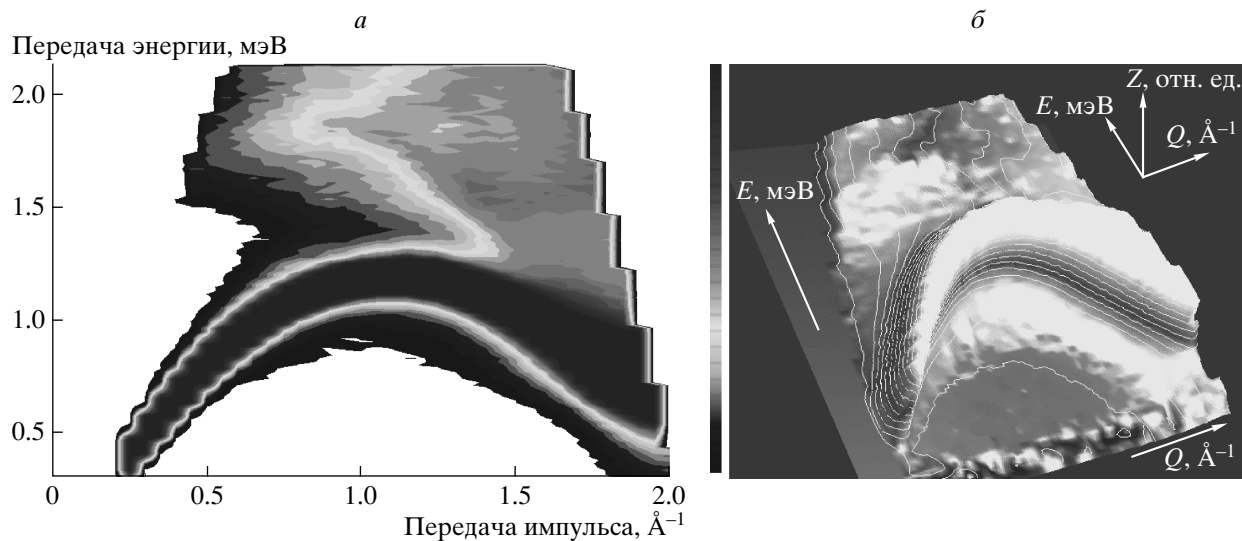 а
Передача энергии, мэВ
2.0
1.5
1.0
0.5
0
0.5
1.0
1.5
2.0
Передача импульса, Å–1
б
Z, отн. ед.
E, мэВ
Q, Å–1
E, мэВ
Q, Å–1